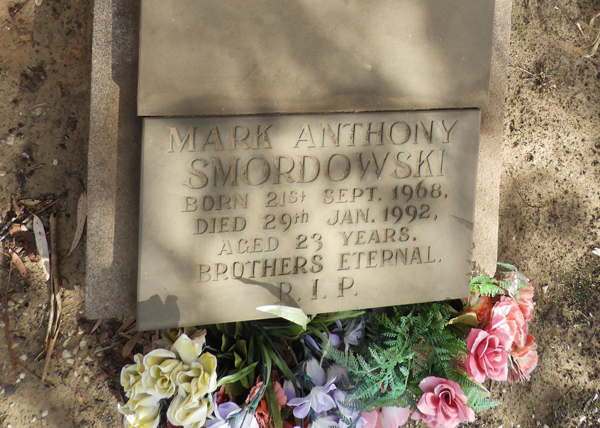 MARK ANTHONY
SMORDOWSKI
BORN 21st SEPT. 1968,
DIED 29th JAN. 1992,
AGED 23 YEARS.
BROTHERS ETERNAL.
R.I.P.